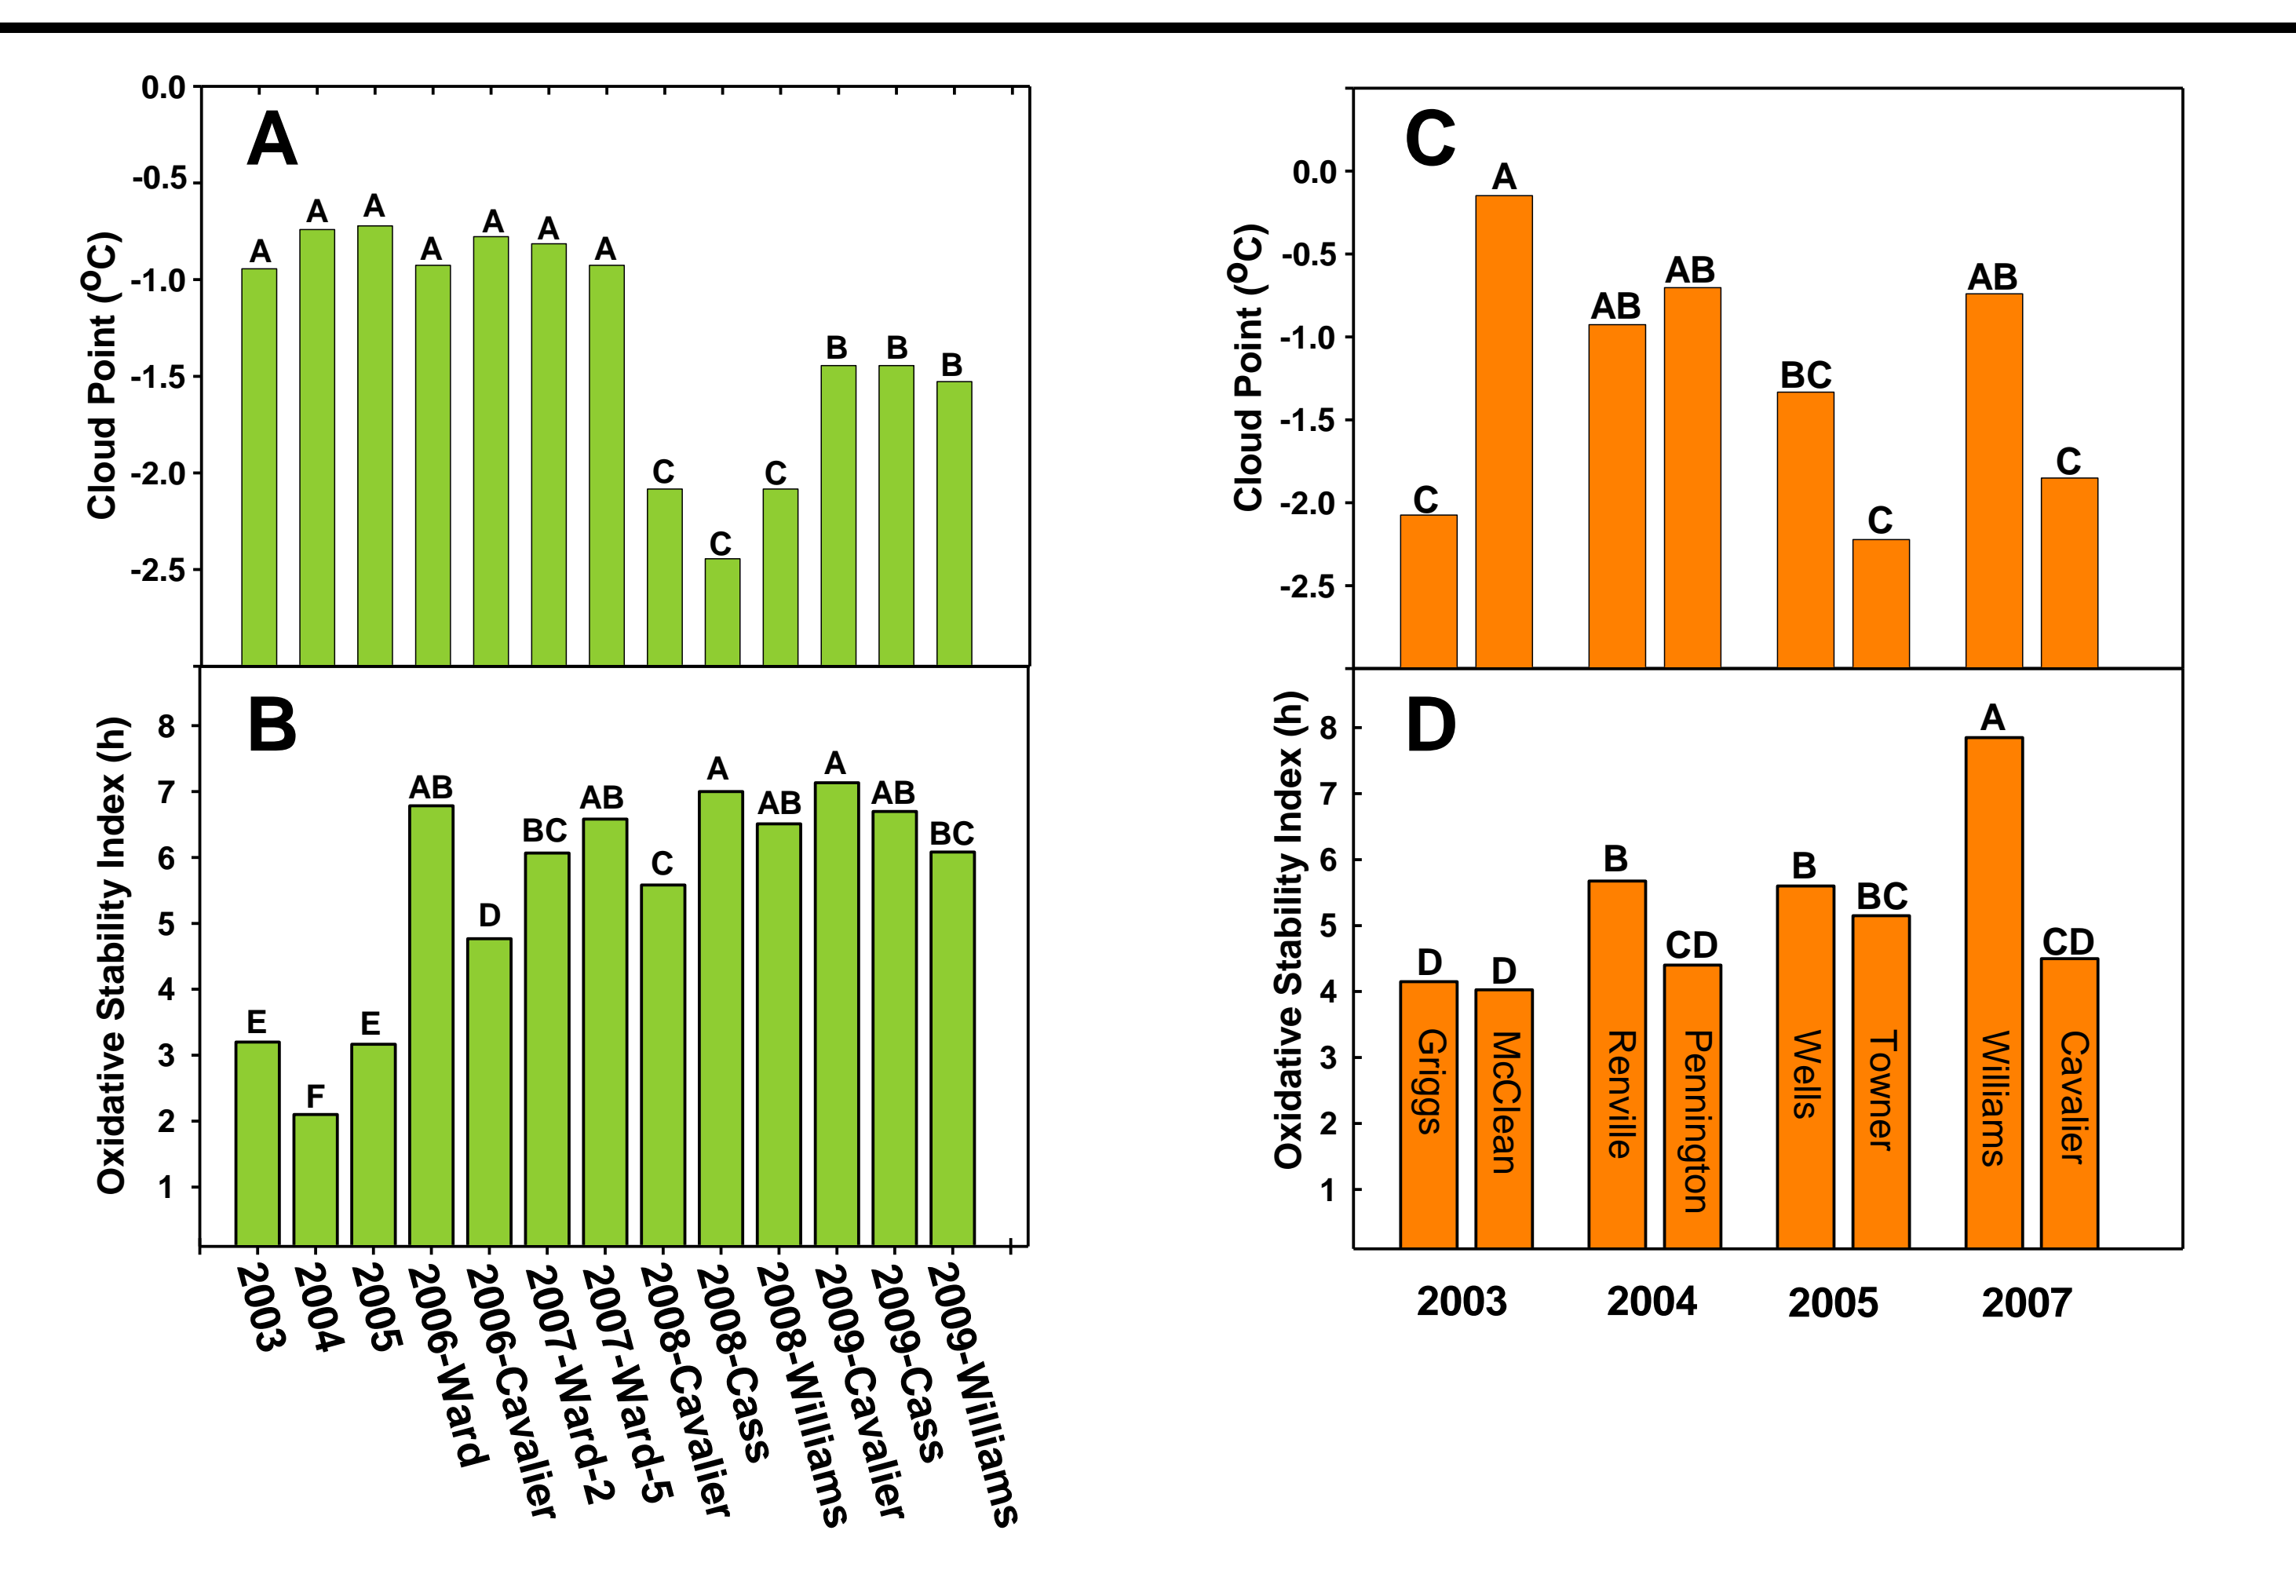 A
0.0
-0.5
-1.0
-1.5
-2.0
-2.5
Cloud Point (oC)
A
A
A
A
A
A
A
C
C
C
B
B
B
B
8
7
6
5
4
3
2
1
Oxidative Stability Index (h)
E
F
E
AB
D
BC
AB
C
A
AB
A
AB
BC
2003
2004
2005
2006-Ward
2006-Cavalier
2007-Ward-2
2007-Ward-5
2008-Cavalier
2008-Cass
2008-Williams
2009-Cavalier
2009-Cass
2009-Williams
C
0.0
-0.5
-1.0
-1.5
-2.0
-2.5
Cloud Point (oC)
C
A
AB
AB
BC
C
AB
C
D
8
7
6
5
4
3
2
1
Oxidative Stability Index (h)
D
D
B
CD
B
BC
A
CD
Griggs
McClean
Renville
Pennington
Wells
Towner
Williams
Cavalier
2003
2004
2005
2007